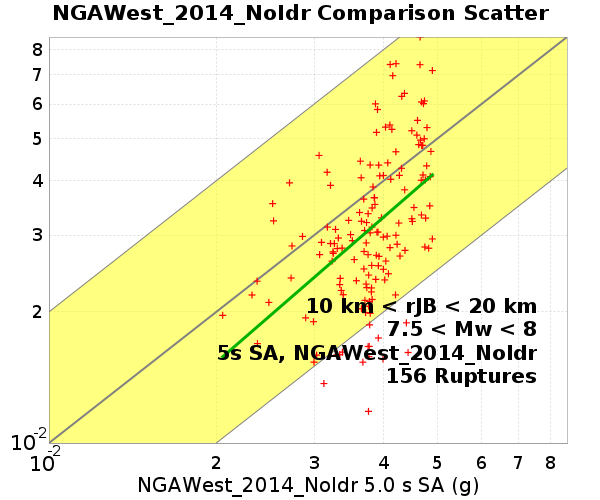 NGAWest_2014_NoIdr Comparison Scatter
8
7
6
5
4
3
2
10^-2
10 km < rJB < 20 km
7.5 < Mw < 8
5s SA, NGAWest_2014_NoIdr
156 Ruptures
10^-2 2 3 4 5 6 7 8
NGAWest_2014_NoIdr 5.0 s SA (g)